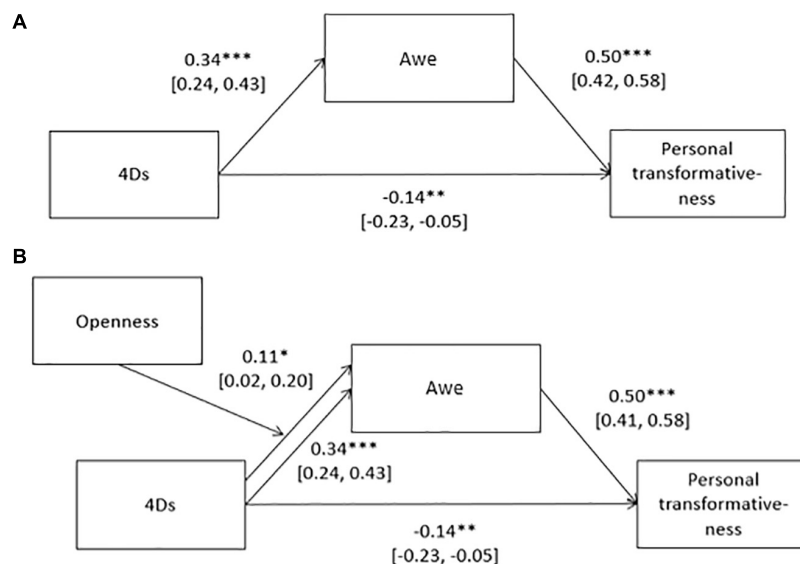 A
0.34***
[0.24, 0.43]
Awe
0.50***
[0.42, 0.58]
4Ds
Personal
transformative-
ness
-0.14**
[-0.23, -0.05]
B
Openness
0.11*
[0.02, 0.20]
Awe
0.50***
[0.41, 0.58]
0.34***
[0.24, 0.43]
4Ds
Personal
transformative-
ness
-0.14**
[-0.23, -0.05]